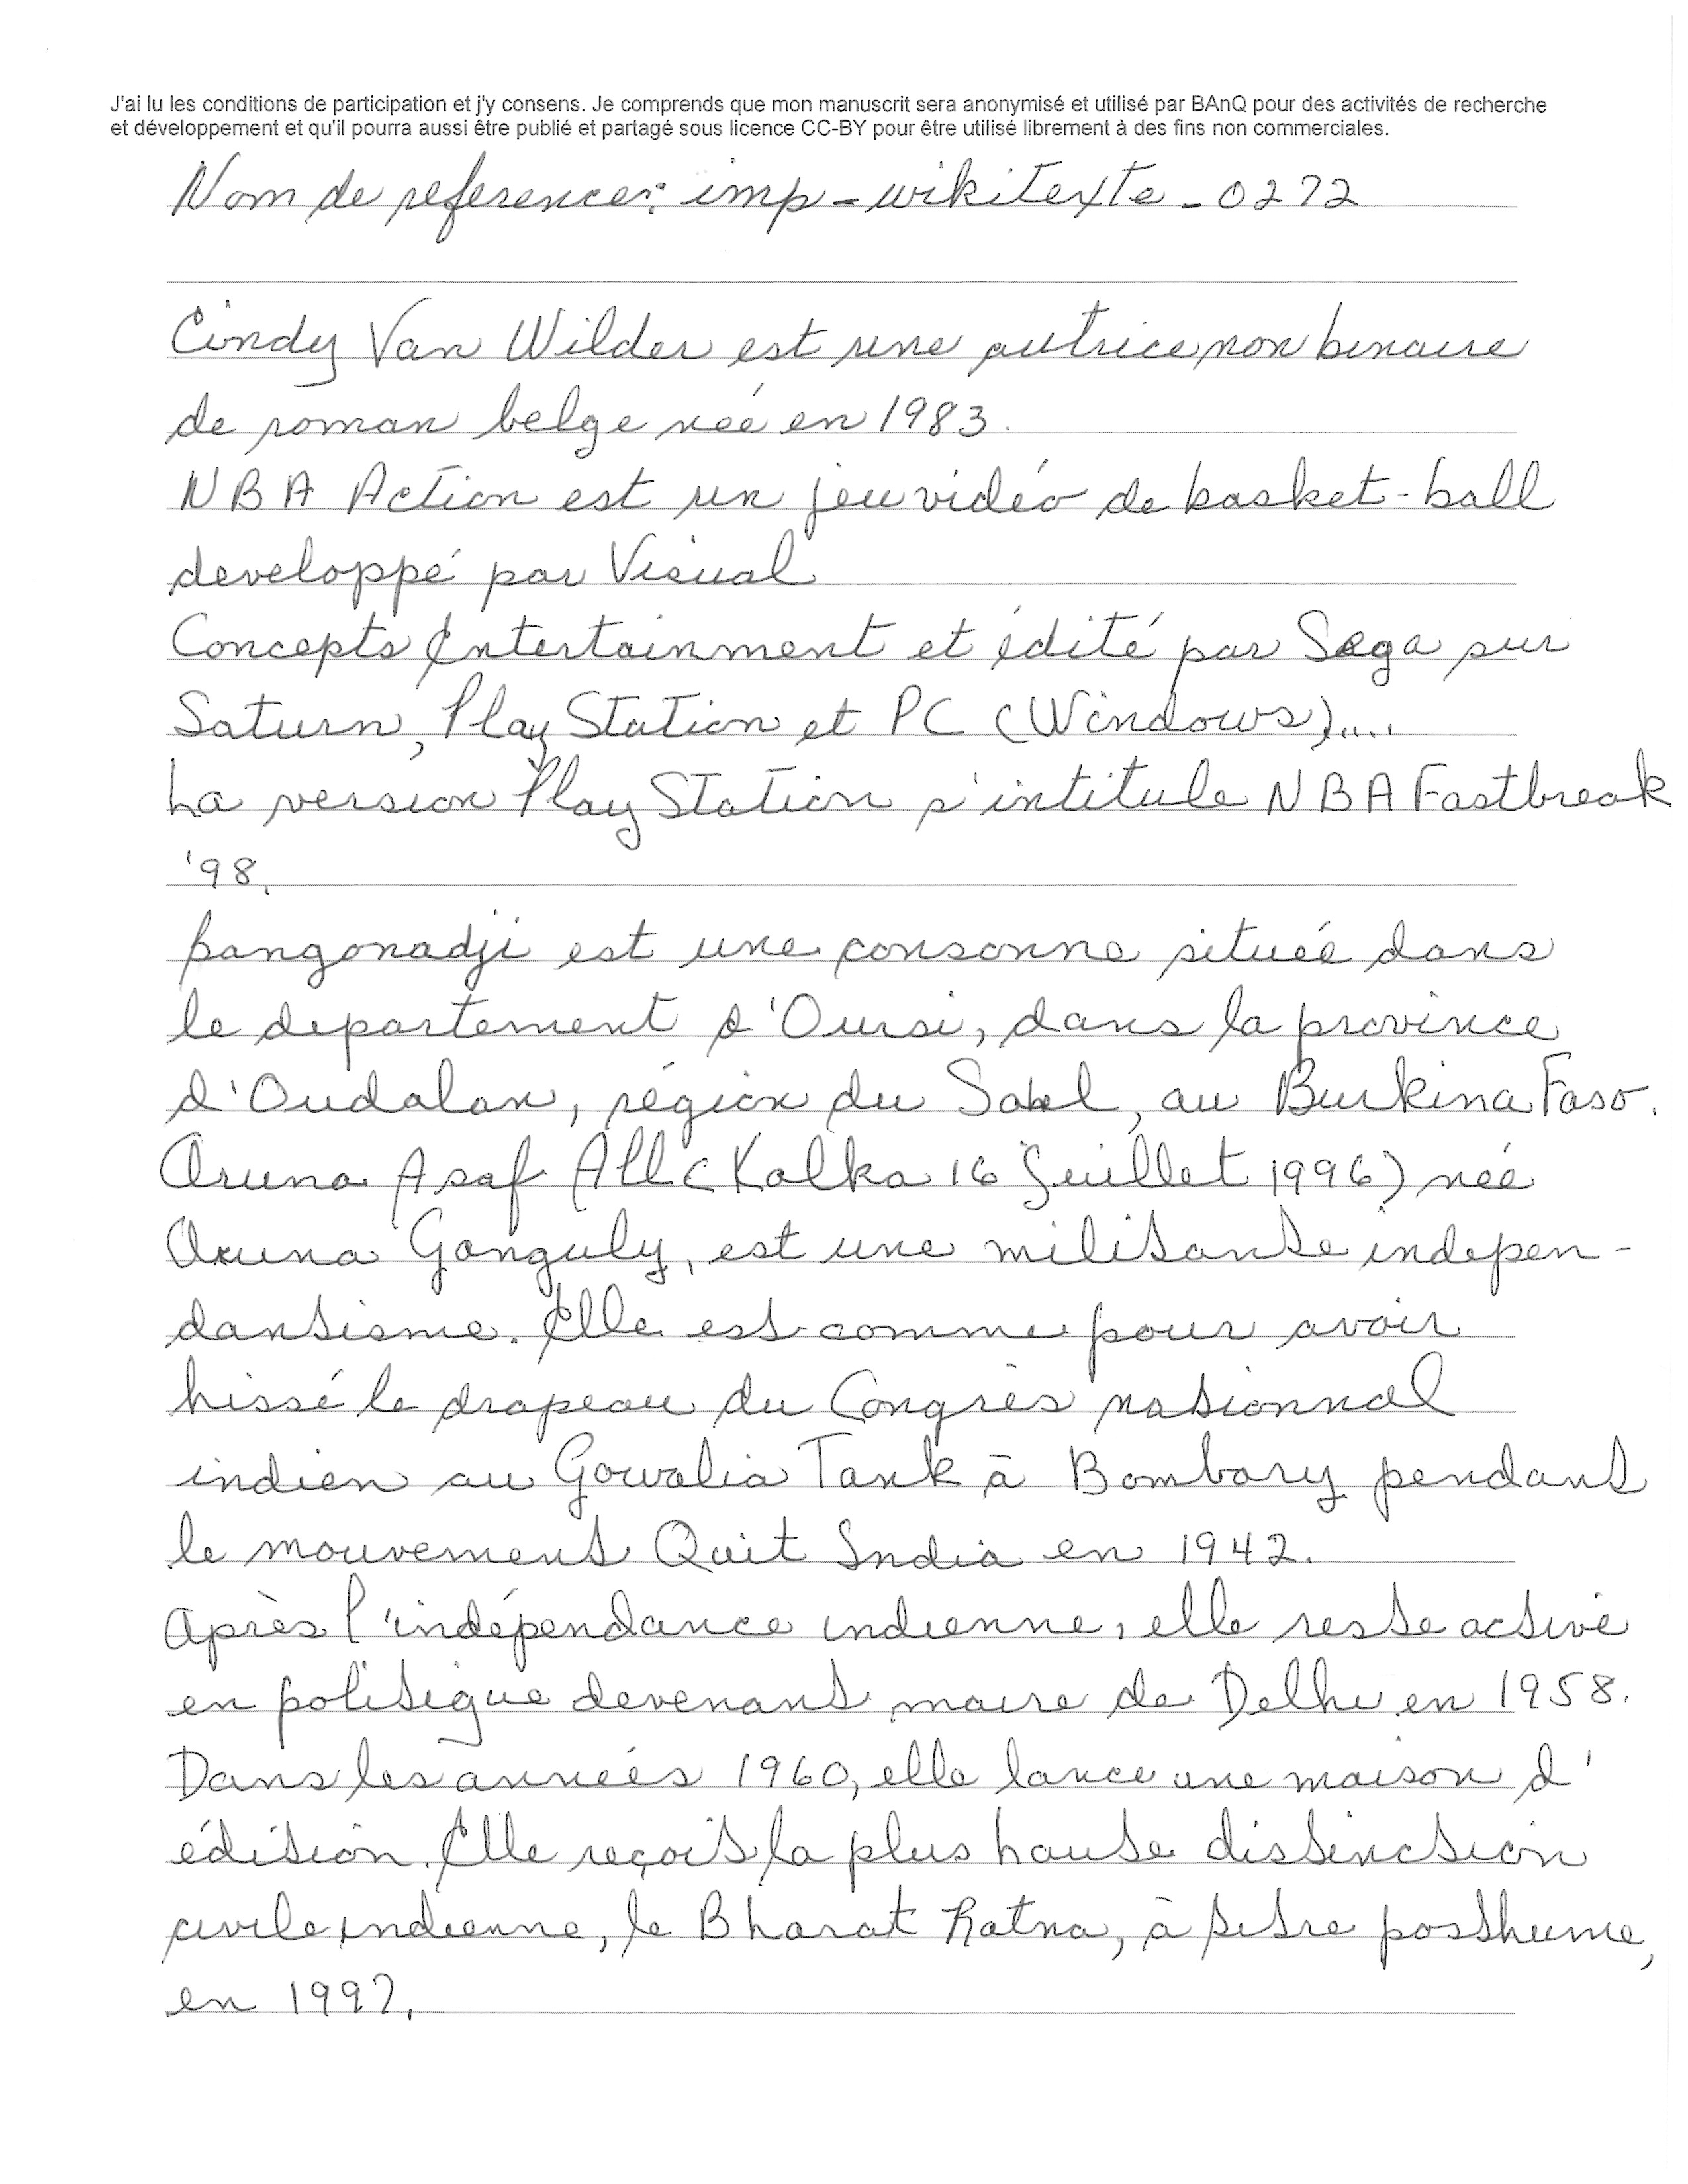 J'ai lu les conditions de participation et j'y consens. Je comprends que mon manuscrit sera anonymisé et utilisé par BAnQ pour des activités de recherche
et développement et qu'il pourra aussi être publié et partagé sous licence CC-BY pour être utilisé librement à des fins non commerciales.
Nom de reference: imp-wikitexte-0272
Cindy Van Wilder est une autrice non binaire
de roman belge née en 1983.
NBA Action est un jeu vidéo de basket-ball
developpé par Visual
Concepts Entertainment et édité par Sega sur
Saturn, PlayStation et PC (Windows)....
La version PlayStation s'intitule NBA Fastbreak
'98.
pangonadji est une consonne située dans
le departement d'Oursi, dans la province
d'Oudalan, région du Sahel, au Burkina Faso.
Aruna Asaf All (Kalka 16 Juillet 1996) née
Aruna Ganguly, est une militante indepen-
dantisme. Elle est comme pour avoir
hissé le drapeau du Congrès nationnal
indien au Gowalia Tank à Bombary pendant
le mouvement Quit India en 1942.
Après l'indépendance indienne, elle reste active
en politique devenant maire de Delhi en 1958.
Dans les années 1960, elle lance une maison d'
édition. Elle reçoit la plus haute distinction
civile indienne, le Bharat Ratna, à titre posthume,
en 1997.